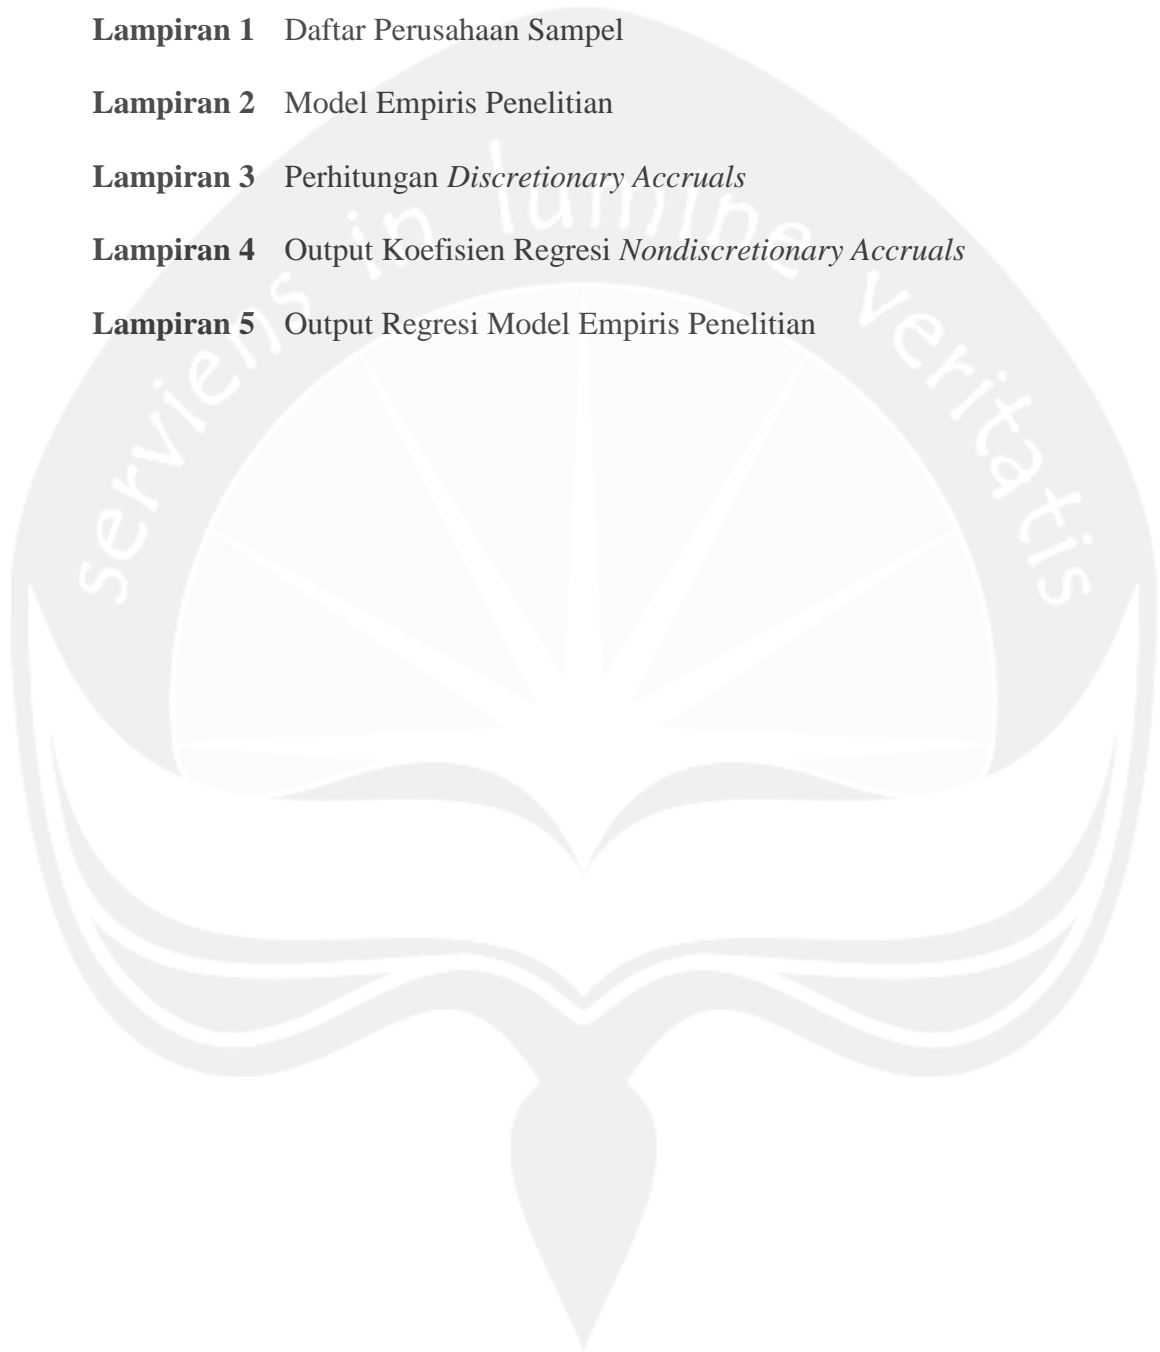 Lampiran 1 Daftar Perusahaan Sampel
Lampiran 2 Model Empiris Penelitian
Lampiran 3 Perhitungan Discretionary Accruals
Lampiran 4 Output Koefisien Regresi Nondiscretionary Accruals
Lampiran 5 Output Regresi Model Empiris Penelitian
serviens in lumine veritatis